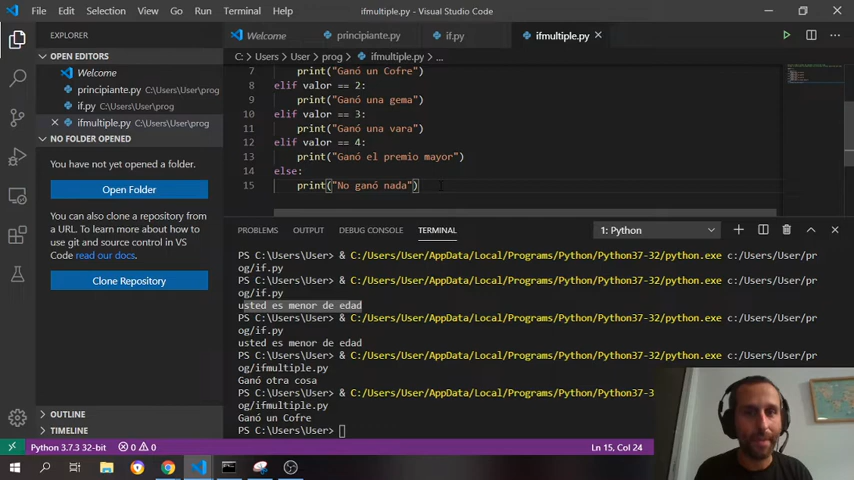 File Edit Selection View Go Run Terminal Help ifmultiple.py - Visual Studio Code
EXPLORER
Welcome principiante.py if.py ifmultiple.py
OPEN EDITORS
C: > Users > User > prog > ifmultiple.py > ...
Welcome
principiante.py C:\Users\User\prog
if.py C:\Users\User\prog
ifmultiple.py C:\Users\User\prog
NO FOLDER OPENED
You have not yet opened a folder.
Open Folder
You can also clone a repository
from a URL. To learn more about how
to use git and source control in VS
Code read our docs.
Clone Repository
OUTLINE
TIMELINE
7 print("Ganó un Cofre")
8 elif valor == 2:
9 print("Ganó una gema")
10 elif valor == 3:
11 print("Ganó una vara")
12 elif valor == 4:
13 print("Ganó el premio mayor")
14 else:
15 print("No ganó nada")
PROBLEMS OUTPUT DEBUG CONSOLE TERMINAL 1: Python
PS C:\Users\User> & C:/Users/User/AppData/Local/Programs/Python/Python37-32/python.exe c:/Users/User/pr
og/if.py
PS C:\Users\User> & C:/Users/User/AppData/Local/Programs/Python/Python37-32/python.exe c:/Users/User/pr
og/if.py
usted es menor de edad
PS C:\Users\User> & C:/Users/User/AppData/Local/Programs/Python/Python37-32/python.exe c:/Users/User/pr
og/if.py
usted es menor de edad
PS C:\Users\User> & C:/Users/User/AppData/Local/Programs/Python/Python37-32/python.exe c:/Users/User/pr
og/ifmultiple.py
Ganó otra cosa
PS C:\Users\User> & C:/Users/User/AppData/Local/Programs/Python/Python37-3
og/ifmultiple.py
Ganó un Cofre
PS C:\Users\User>
Python 3.7.3 32-bit 0 0 Ln 15, Col 24